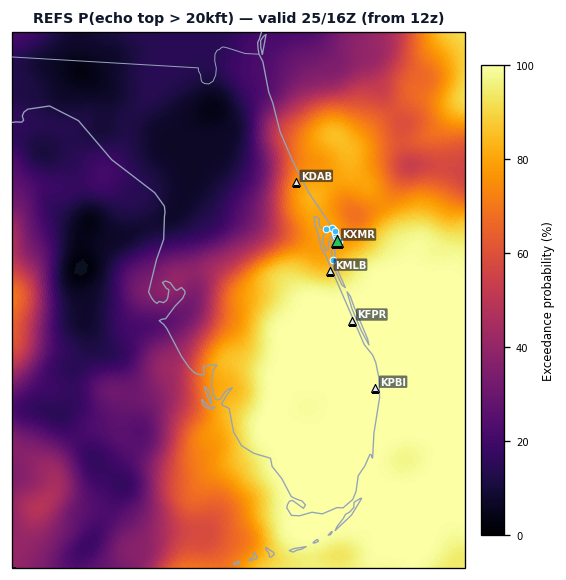 REFS P(echo top > 20kft) — valid 25/16Z (from 12z)
KDAB
KXMR
KMLB
KFPR
KPBI
100
80
60
40
20
0
Exceedance probability (%)